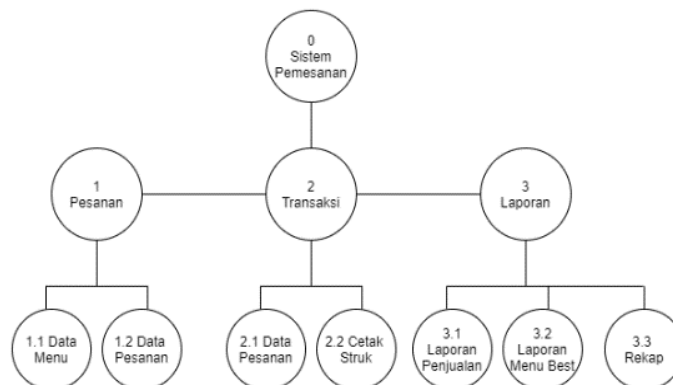 0
Sistem
Pemesanan
1
Pesanan
2
Transaksi
3
Laporan
1.1 Data
Menu
1.2 Data
Pesanan
2.1 Data
Pesanan
2.2 Cetak
Struk
3.1
Laporan
Penjualan
3.2
Laporan
Menu Best
3.3
Rekap